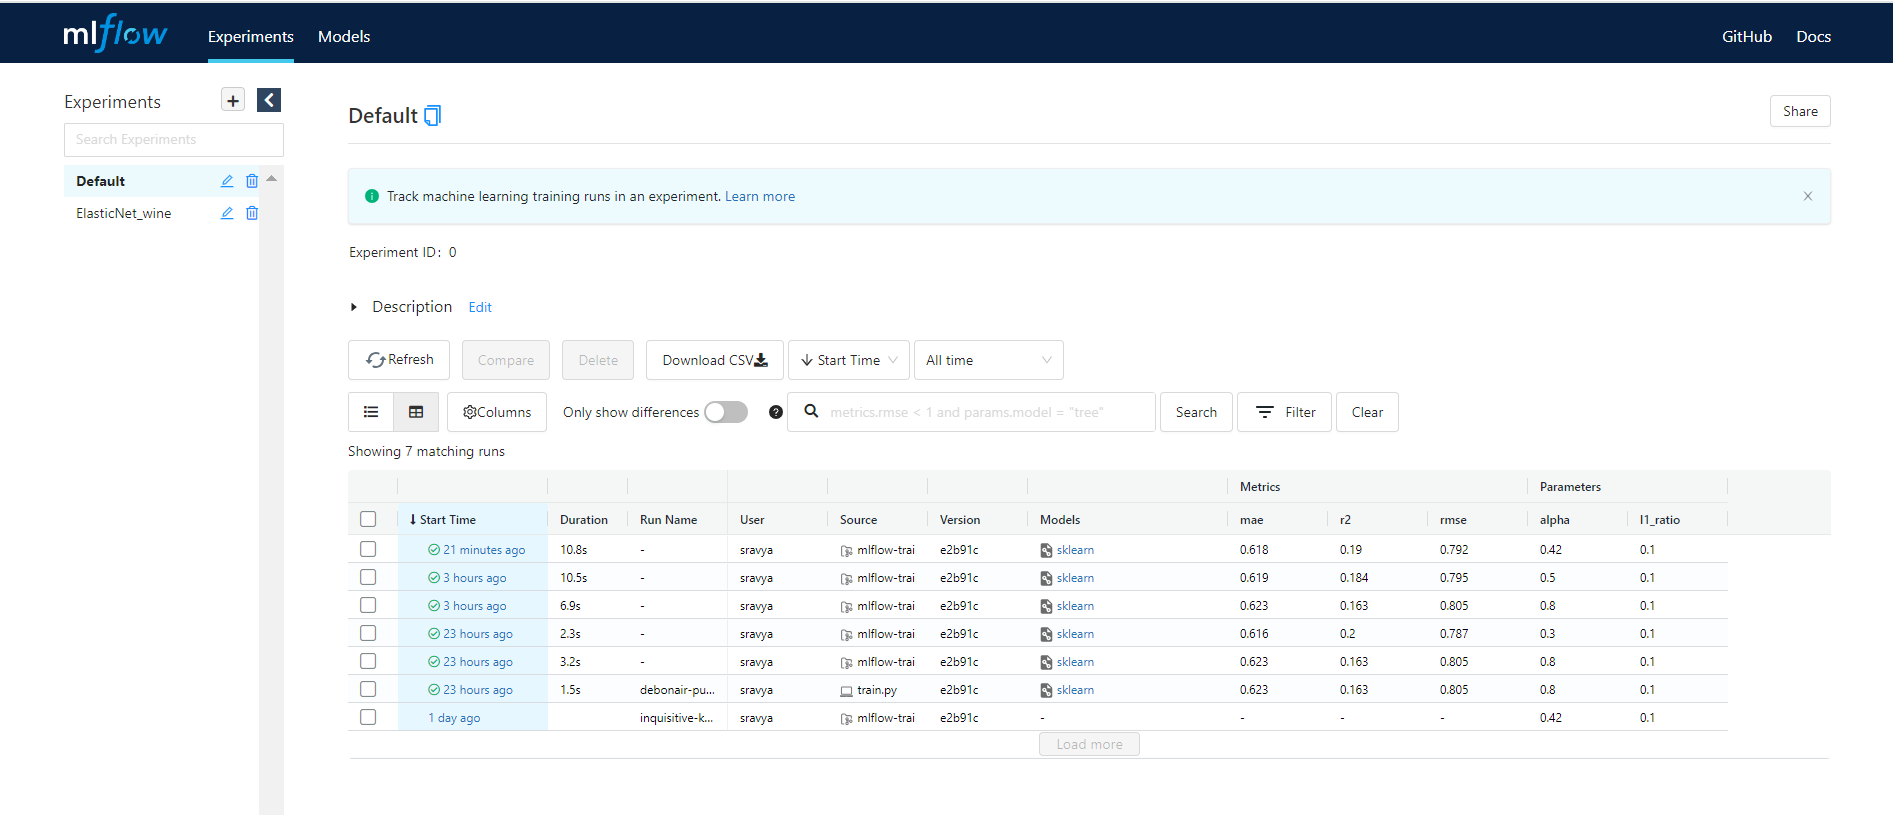 mlflow Experiments Models GitHub Docs
Experiments
Search Experiments
Default
ElasticNet_wine
Default
Share
Track machine learning training runs in an experiment. Learn more
Experiment ID: 0
Description Edit
Refresh Compare Delete Download CSV Start Time All time
Columns Only show differences metrics.rmse < 1 and params.model = "tree" Search Filter Clear
Showing 7 matching runs
Metrics Parameters
Start Time Duration Run Name User Source Version Models mae r2 rmse alpha l1_ratio
21 minutes ago 10.8s - sravya mlflow-trai e2b91c sklearn 0.618 0.19 0.792 0.42 0.1
3 hours ago 10.5s - sravya mlflow-trai e2b91c sklearn 0.619 0.184 0.795 0.5 0.1
3 hours ago 6.9s - sravya mlflow-trai e2b91c sklearn 0.623 0.163 0.805 0.8 0.1
23 hours ago 2.3s - sravya mlflow-trai e2b91c sklearn 0.616 0.2 0.787 0.3 0.1
23 hours ago 3.2s - sravya mlflow-trai e2b91c sklearn 0.623 0.163 0.805 0.8 0.1
23 hours ago 1.5s debonair-pu... sravya train.py e2b91c sklearn 0.623 0.163 0.805 0.8 0.1
1 day ago inquisitive-k... sravya mlflow-trai e2b91c - - - - 0.42 0.1
Load more